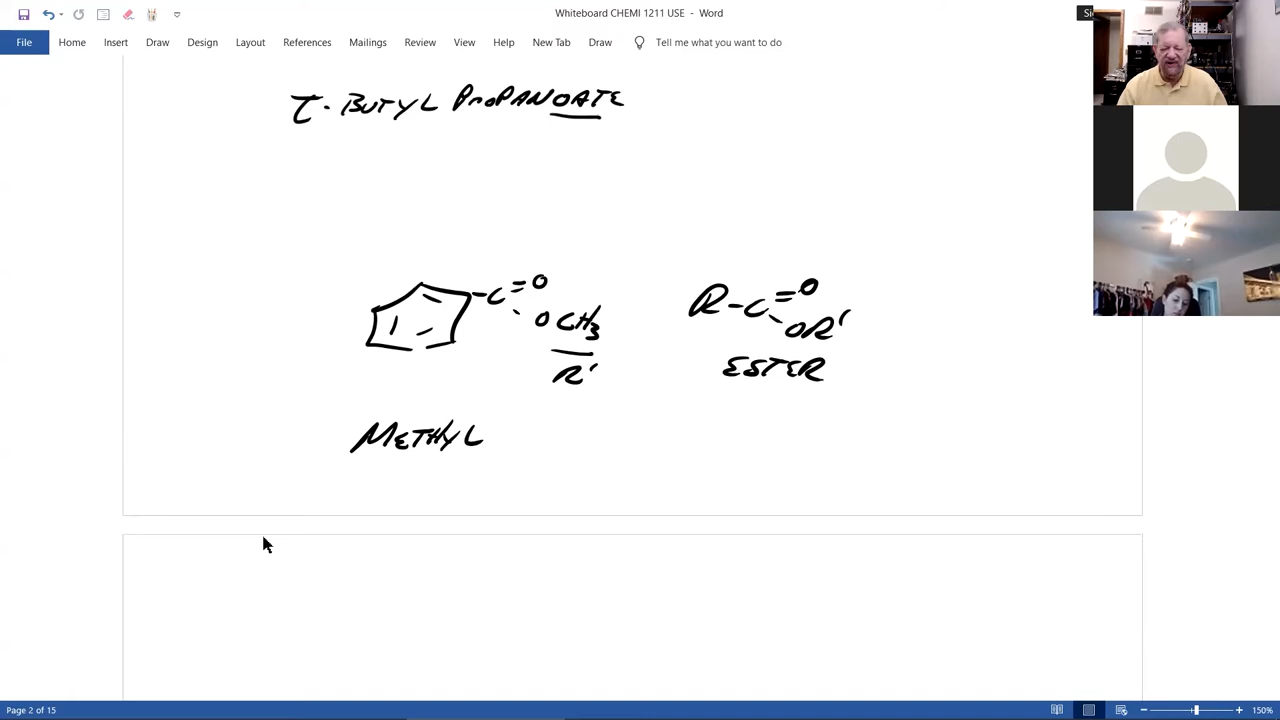 Whiteboard CHEMI 1211 USE - Word
File Home Insert Draw Design Layout References Mailings Review View Help New Tab Draw Tell me what you want to do
T-BUTYL PROPANOATE
-C=O
OCH3
R'
R-C=O
OR'
ESTER
METHYL
Page 2 of 15
150%